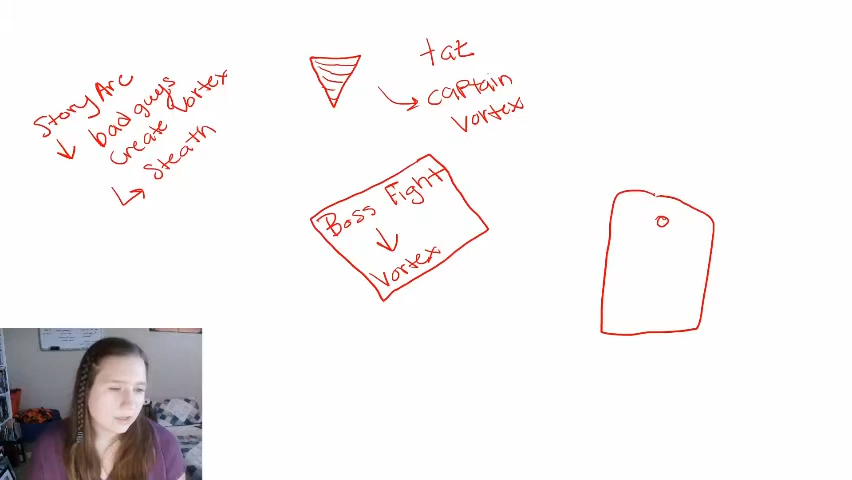 Story Arc
bad guys
create vortex
Steath
tat
captain
vortex
Boss Fight
Vortex